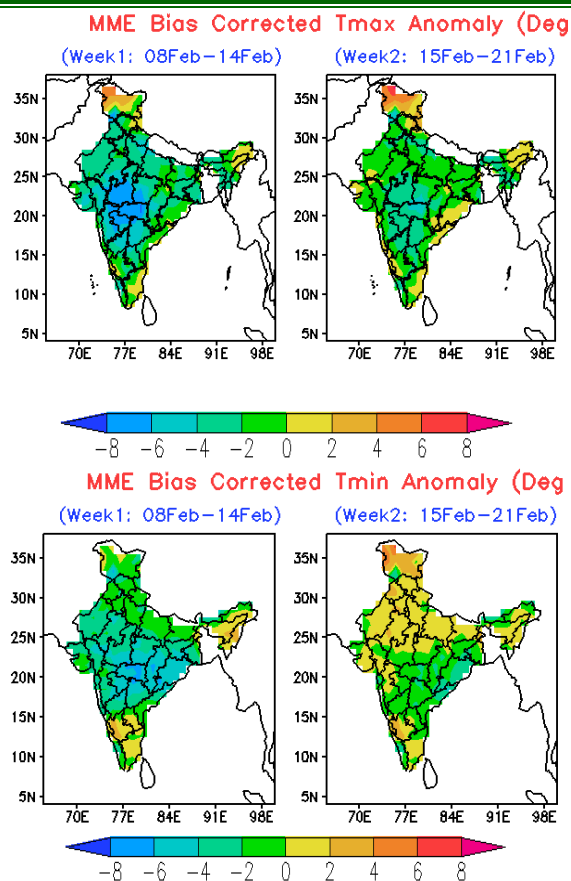 MME Bias Corrected Tmax Anomaly (Deg
(Week1: 08Feb−14Feb) (Week2: 15Feb−21Feb)
35N 35N
30N 30N
25N 25N
20N 20N
15N 15N
10N 10N
5N 5N
70E 77E 84E 91E 98E 70E 77E 84E 91E 98E
−8 −6 −4 −2 0 2 4 6 8
MME Bias Corrected Tmin Anomaly (Deg
(Week1: 08Feb−14Feb) (Week2: 15Feb−21Feb)
35N 35N
30N 30N
25N 25N
20N 20N
15N 15N
10N 10N
5N 5N
70E 77E 84E 91E 98E 70E 77E 84E 91E 98E
−8 −6 −4 −2 0 2 4 6 8